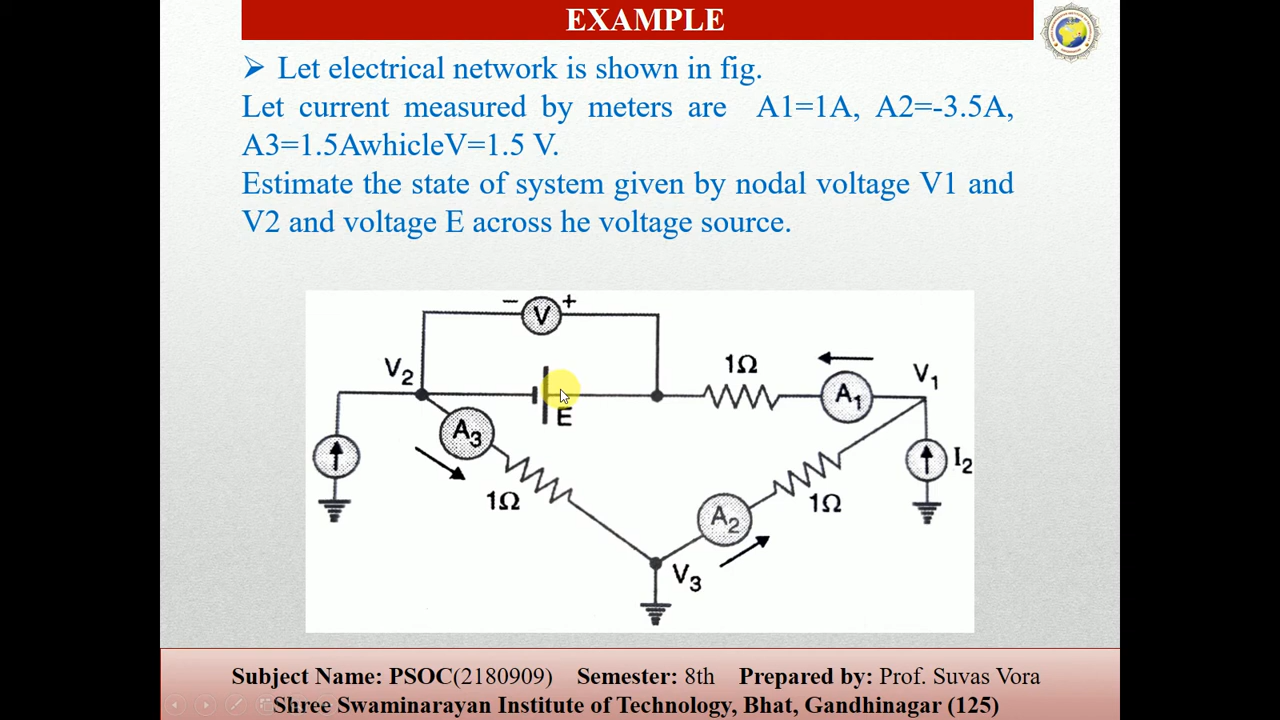 EXAMPLE
➢ Let electrical network is shown in fig.
Let current measured by meters are A1=1A, A2=-3.5A,
A3=1.5AwhicleV=1.5 V.
Estimate the state of system given by nodal voltage V1 and
V2 and voltage E across he voltage source.
− V +
V₂
E
1Ω
A₁
V₁
A₃
1Ω
A₂
1Ω
I₂
V₃
Subject Name: PSOC(2180909) Semester: 8th Prepared by: Prof. Suvas Vora
Shree Swaminarayan Institute of Technology, Bhat, Gandhinagar (125)